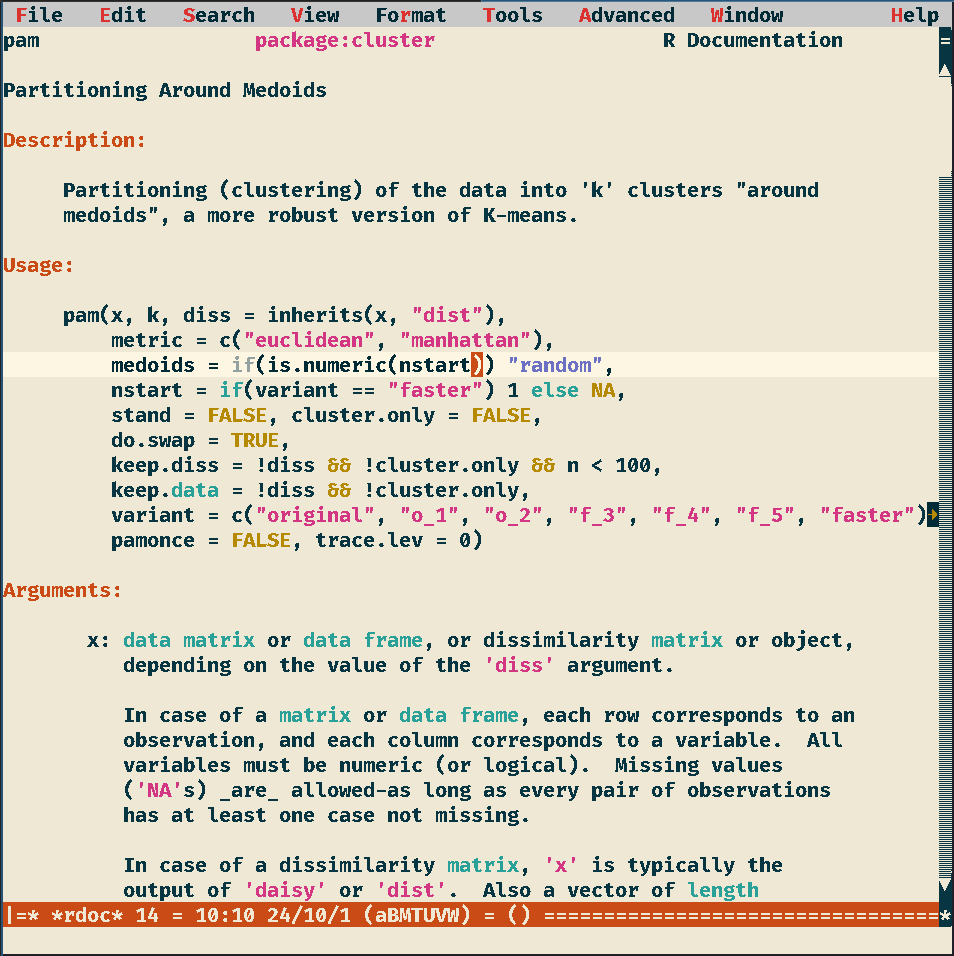 File Edit Search View Format Tools Advanced Window Help
pam package:cluster R Documentation
Partitioning Around Medoids
Description:
Partitioning (clustering) of the data into 'k' clusters "around
medoids", a more robust version of K-means.
Usage:
pam(x, k, diss = inherits(x, "dist"),
metric = c("euclidean", "manhattan"),
medoids = if(is.numeric(nstart)) "random",
nstart = if(variant == "faster") 1 else NA,
stand = FALSE, cluster.only = FALSE,
do.swap = TRUE,
keep.diss = !diss && !cluster.only && n < 100,
keep.data = !diss && !cluster.only,
variant = c("original", "o_1", "o_2", "f_3", "f_4", "f_5", "faster")→
pamonce = FALSE, trace.lev = 0)
Arguments:
x: data matrix or data frame, or dissimilarity matrix or object,
depending on the value of the 'diss' argument.
In case of a matrix or data frame, each row corresponds to an
observation, and each column corresponds to a variable.  All
variables must be numeric (or logical).  Missing values
('NA's) _are_ allowed-as long as every pair of observations
has at least one case not missing.
In case of a dissimilarity matrix, 'x' is typically the
output of 'daisy' or 'dist'.  Also a vector of length
|=* *rdoc* 14 = 10:10 24/10/1 (aBMTUVW) = () =================================*